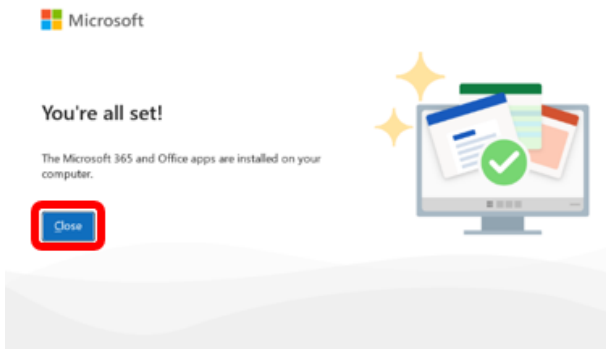 Microsoft
You're all set!
The Microsoft 365 and Office apps are installed on your
computer.
Close